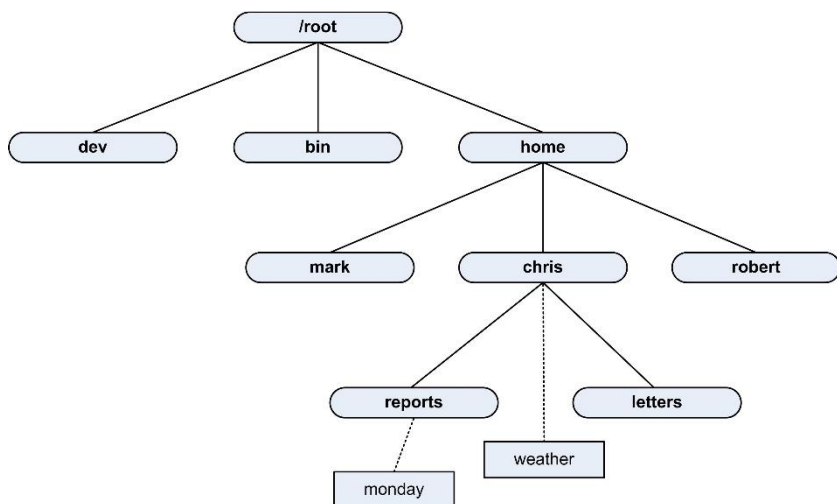 /root
dev
bin
home
mark
chris
robert
reports
letters
weather
monday